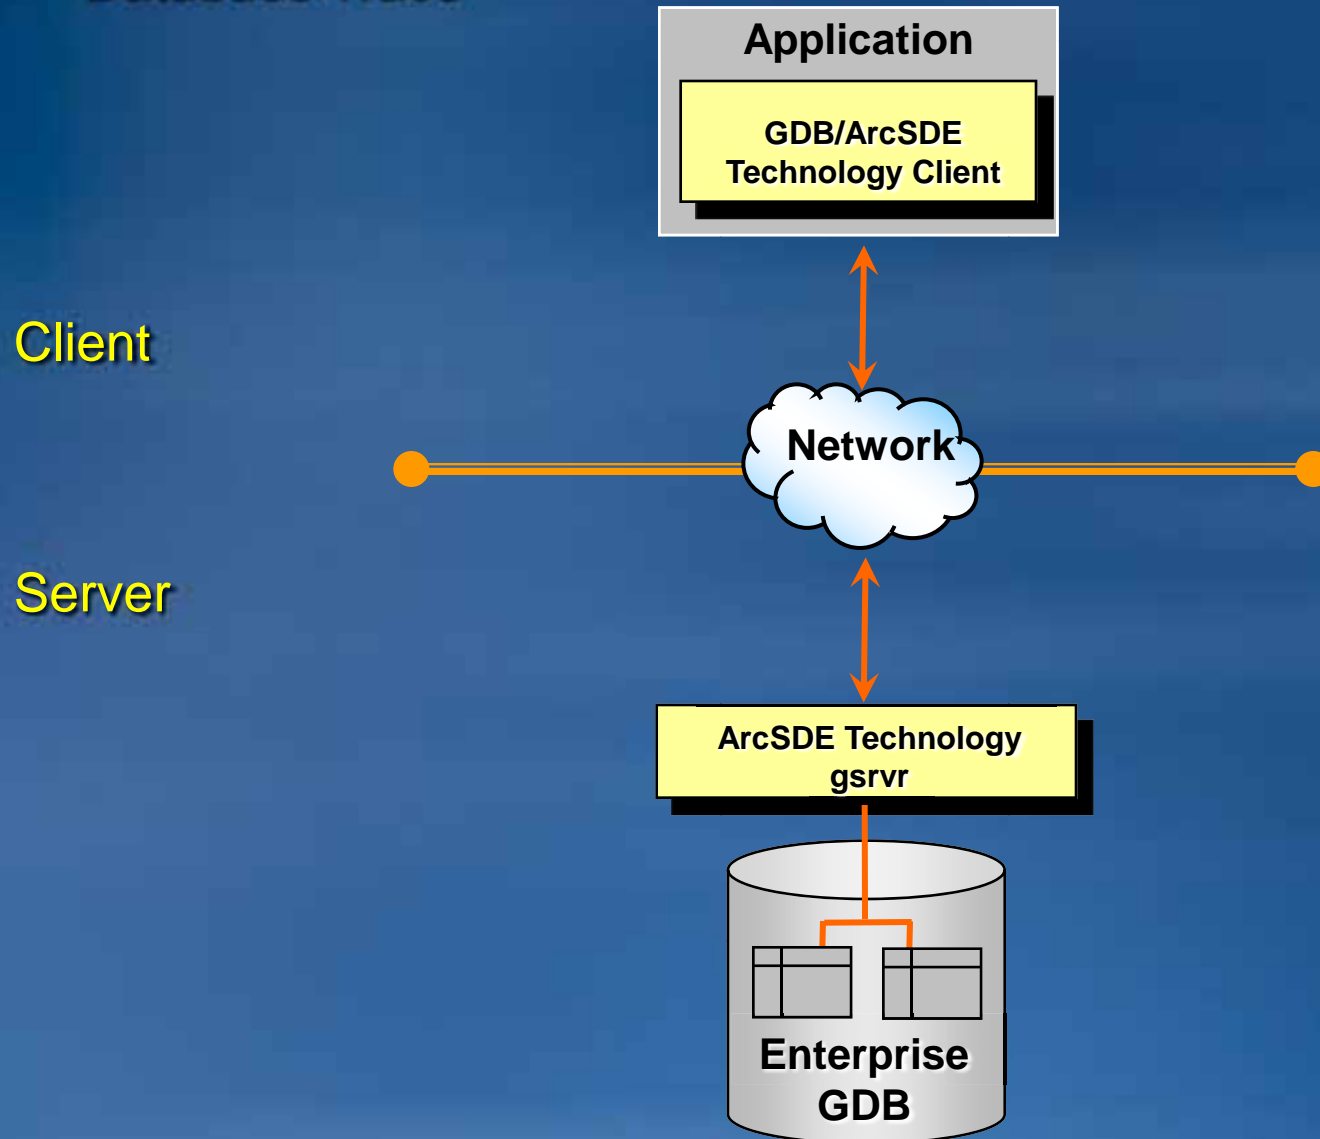 Application
GDB/ArcSDE
Technology Client
Client
Network
Server
ArcSDE Technology
gsrvr
Enterprise
GDB